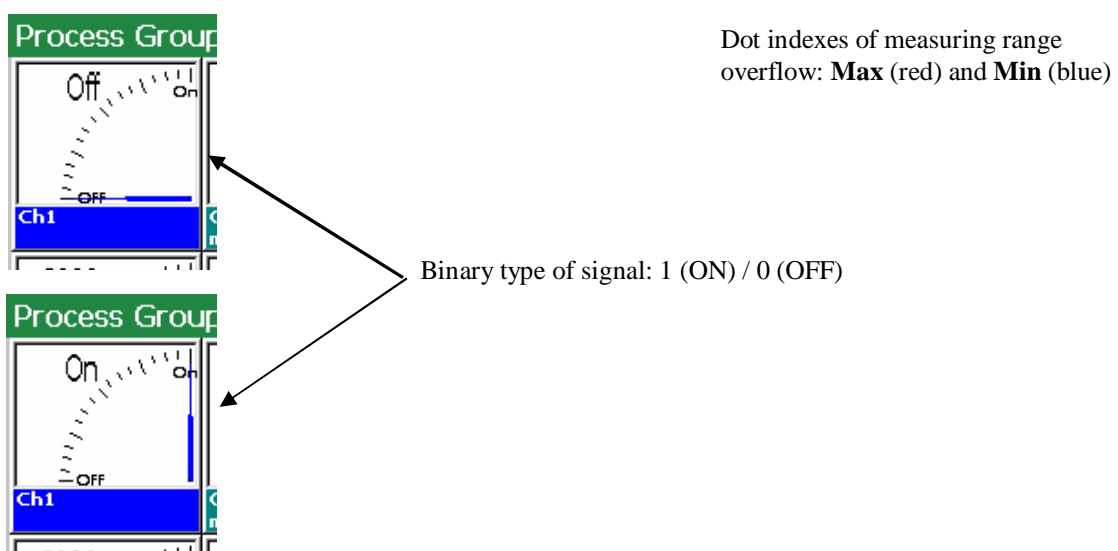 Process Group
Off
On
OFF
Ch1
Dot indexes of measuring range
overflow: Max (red) and Min (blue)
Binary type of signal: 1 (ON) / 0 (OFF)
Process Group
On
On
OFF
Ch1